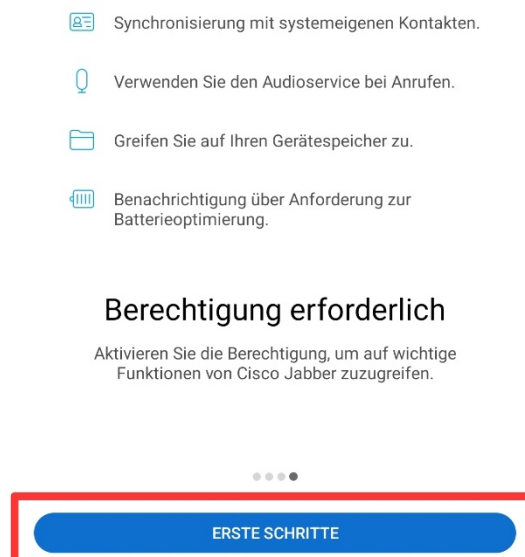 Synchronisierung mit systemeigenen Kontakten.
Verwenden Sie den Audioservice bei Anrufen.
Greifen Sie auf Ihren Gerätespeicher zu.
Benachrichtigung über Anforderung zur
Batterieoptimierung.
Berechtigung erforderlich
Aktivieren Sie die Berechtigung, um auf wichtige
Funktionen von Cisco Jabber zuzugreifen.
ERSTE SCHRITTE